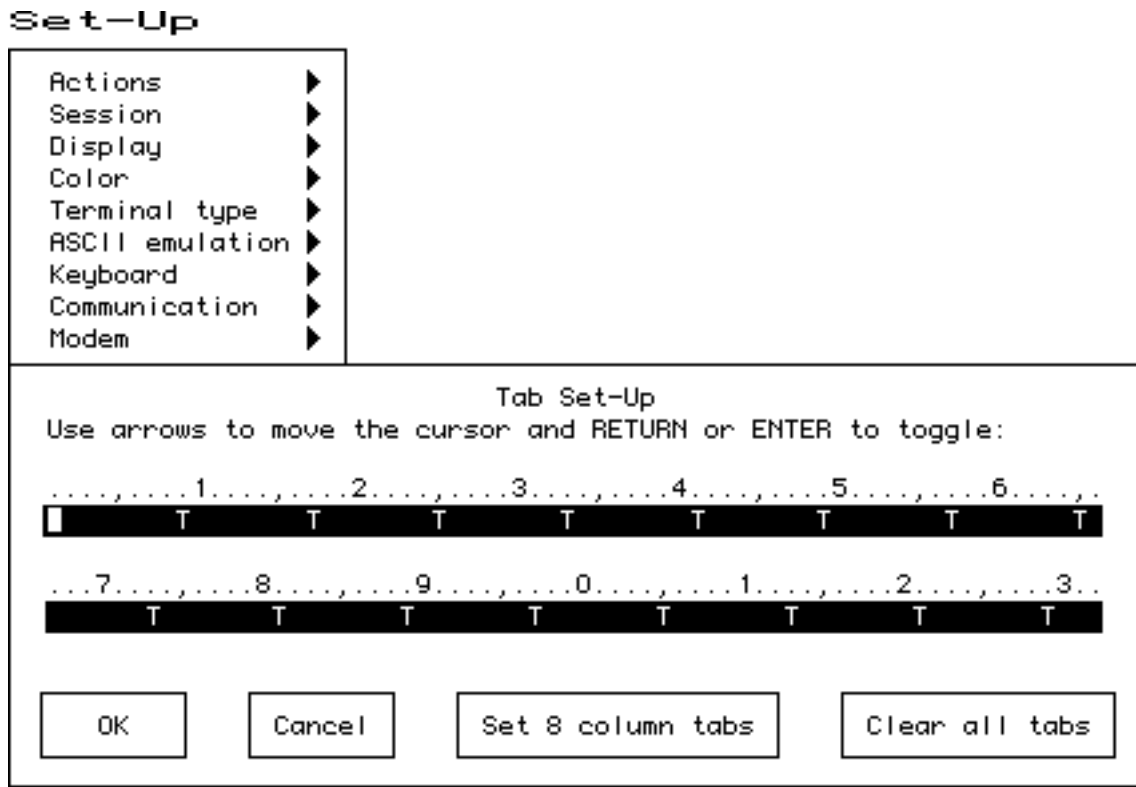 Set-Up
Actions
Session
Display
Color
Terminal type
ASCII emulation
Keyboard
Communication
Modem
Tab Set-Up
Use arrows to move the cursor and RETURN or ENTER to toggle:
....,....1....,....2....,....3....,....4....,....5....,....6....,.
T T T T T T T T
...7....,....8....,....9....,....0....,....1....,....2....,....3..
T T T T T T T T
OK Cancel Set 8 column tabs Clear all tabs